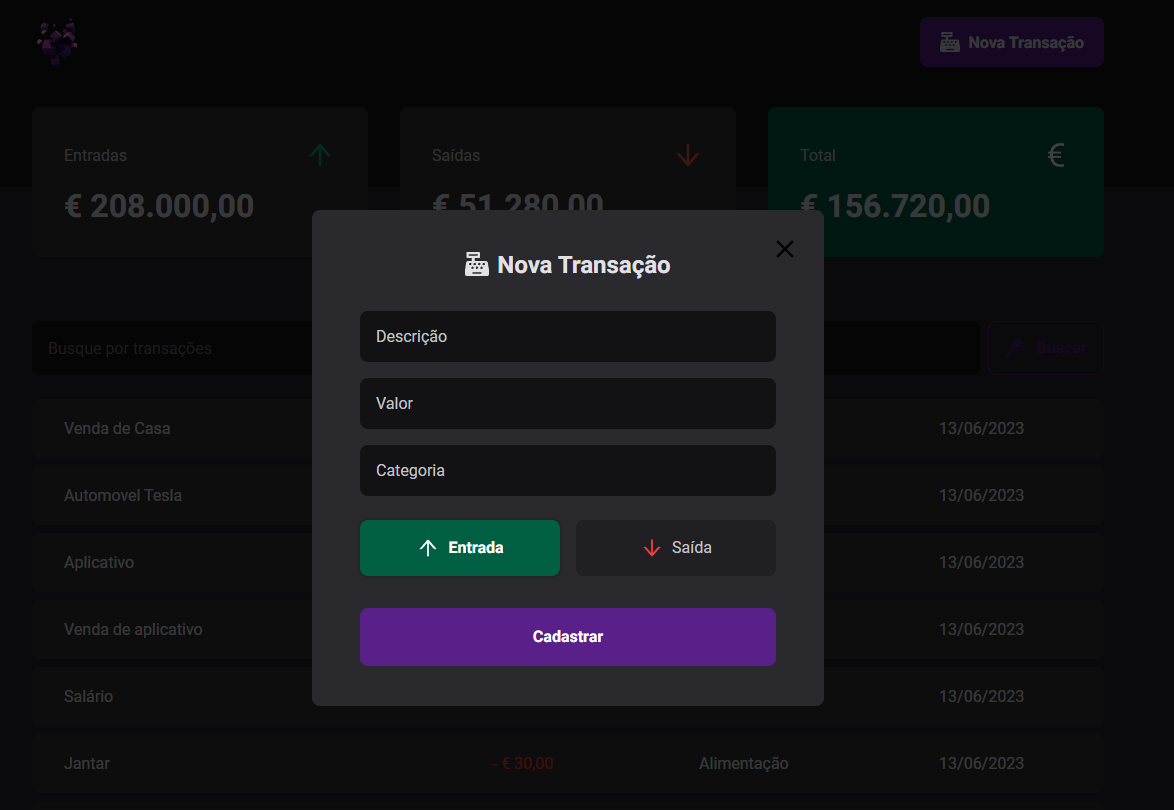 Nova Transação
Entradas
€ 208.000,00
Saídas
€ 51.280,00
Total
€
€ 156.720,00
Nova Transação
Descrição
Valor
Categoria
Entrada
Saída
Cadastrar
Busque por transações
Buscar
Venda de Casa
13/06/2023
Automovel Tesla
13/06/2023
Aplicativo
13/06/2023
Venda de aplicativo
13/06/2023
Salário
13/06/2023
Jantar
- € 30,00
Alimentação
13/06/2023